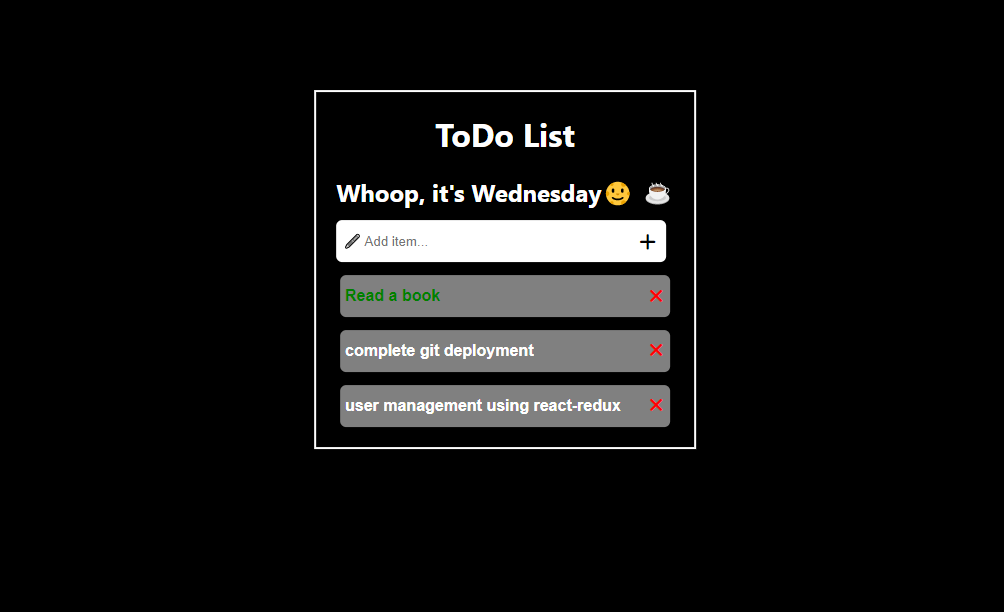 ToDo List
Whoop, it's Wednesday🙂 ☕
Add item...
Read a book
complete git deployment
user management using react-redux